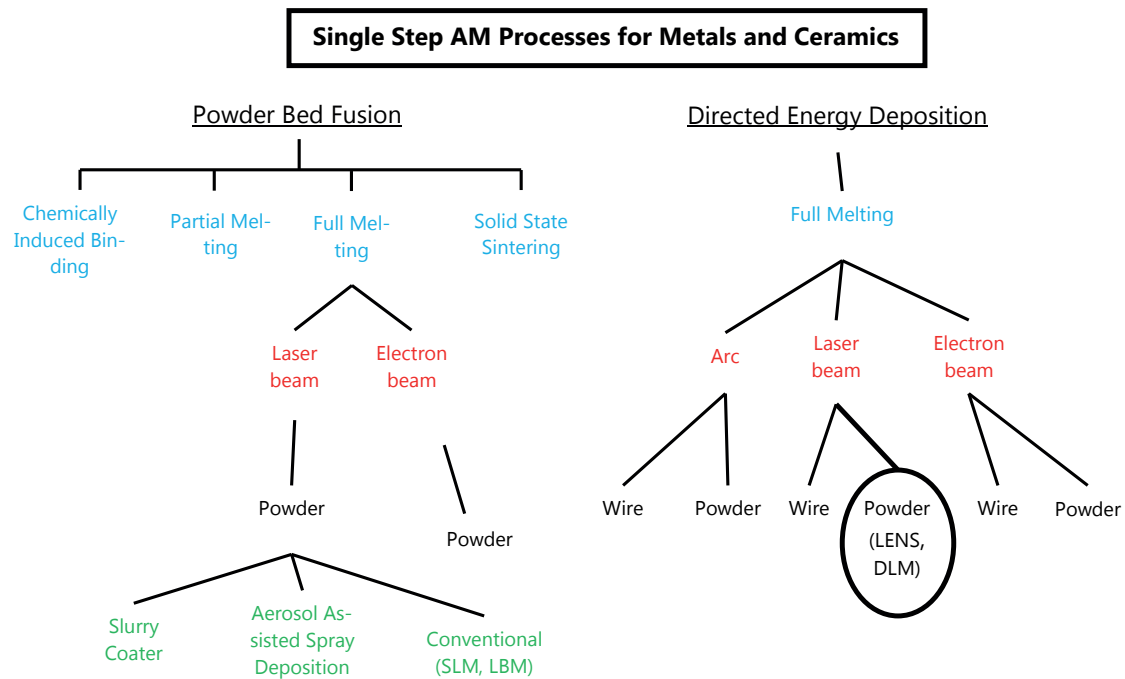 Single Step AM Processes for Metals and Ceramics
Powder Bed Fusion
Directed Energy Deposition
Chemically
Induced Bin-
ding
Partial Mel-
ting
Full Mel-
ting
Solid State
Sintering
Full Melting
Laser
beam
Electron
beam
Arc
Laser
beam
Electron
beam
Powder
Powder
Wire
Powder
Wire
Powder
(LENS,
DLM)
Wire
Powder
Slurry
Coater
Aerosol As-
sisted Spray
Deposition
Conventional
(SLM, LBM)